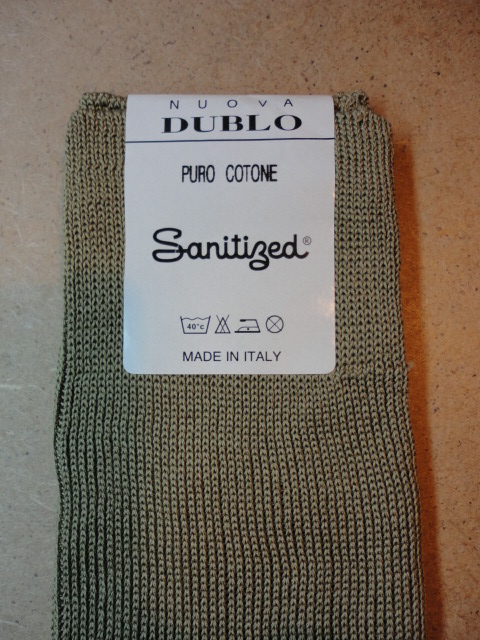 NUOVA
DUBLO
PURO COTONE
Sanitized®
40°c
MADE IN ITALY